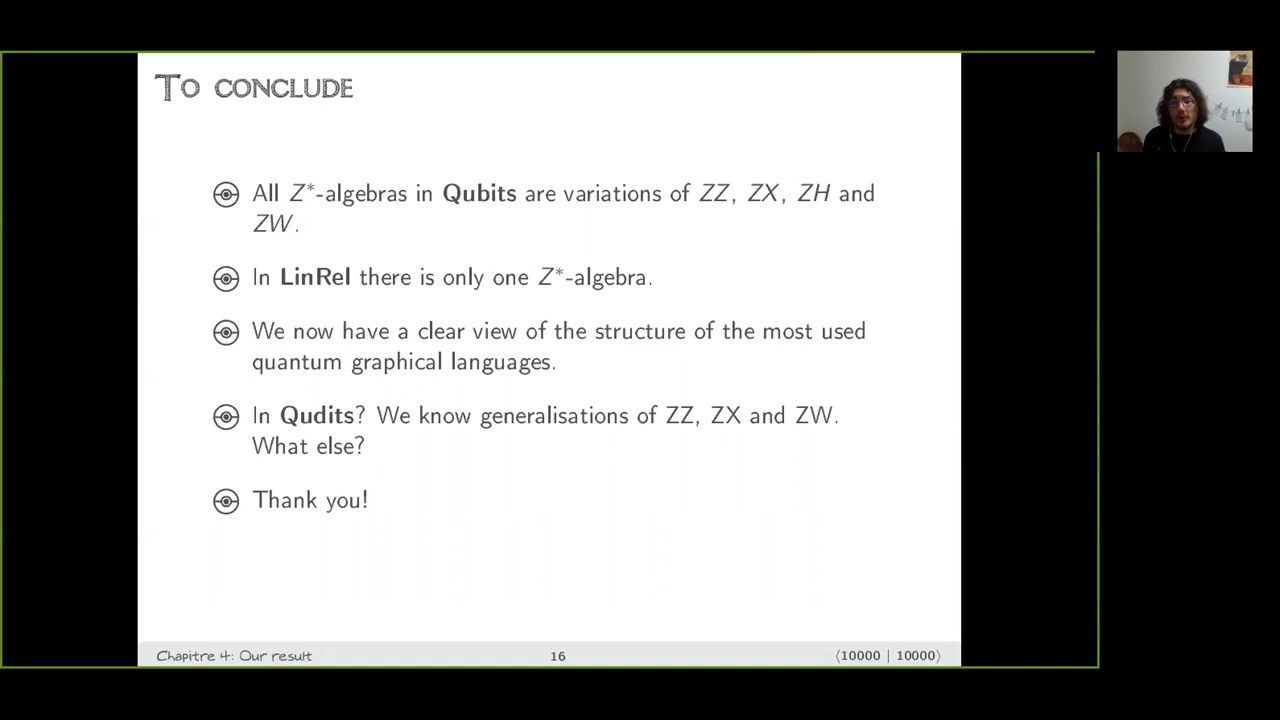 To conclude
All Z*-algebras in Qubits are variations of ZZ, ZX, ZH and
ZW.
In LinRel there is only one Z*-algebra.
We now have a clear view of the structure of the most used
quantum graphical languages.
In Qudits? We know generalisations of ZZ, ZX and ZW.
What else?
Thank you!
Chapitre 4: Our result 16 ⟨10000 | 10000⟩